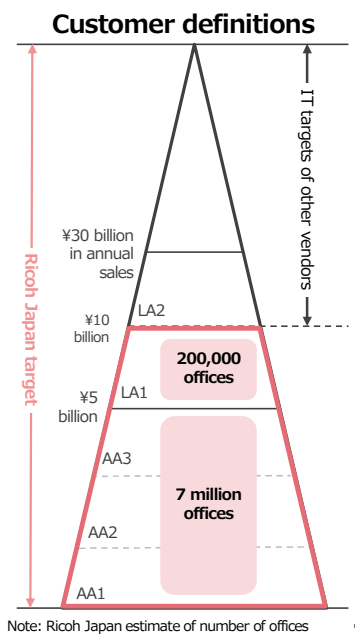 Customer definitions
IT targets of other vendors
Ricoh Japan target
¥30 billion
in annual
sales
LA2
¥10
billion
200,000
offices
LA1
¥5
billion
AA3
7 million
offices
AA2
AA1
Note: Ricoh Japan estimate of number of offices